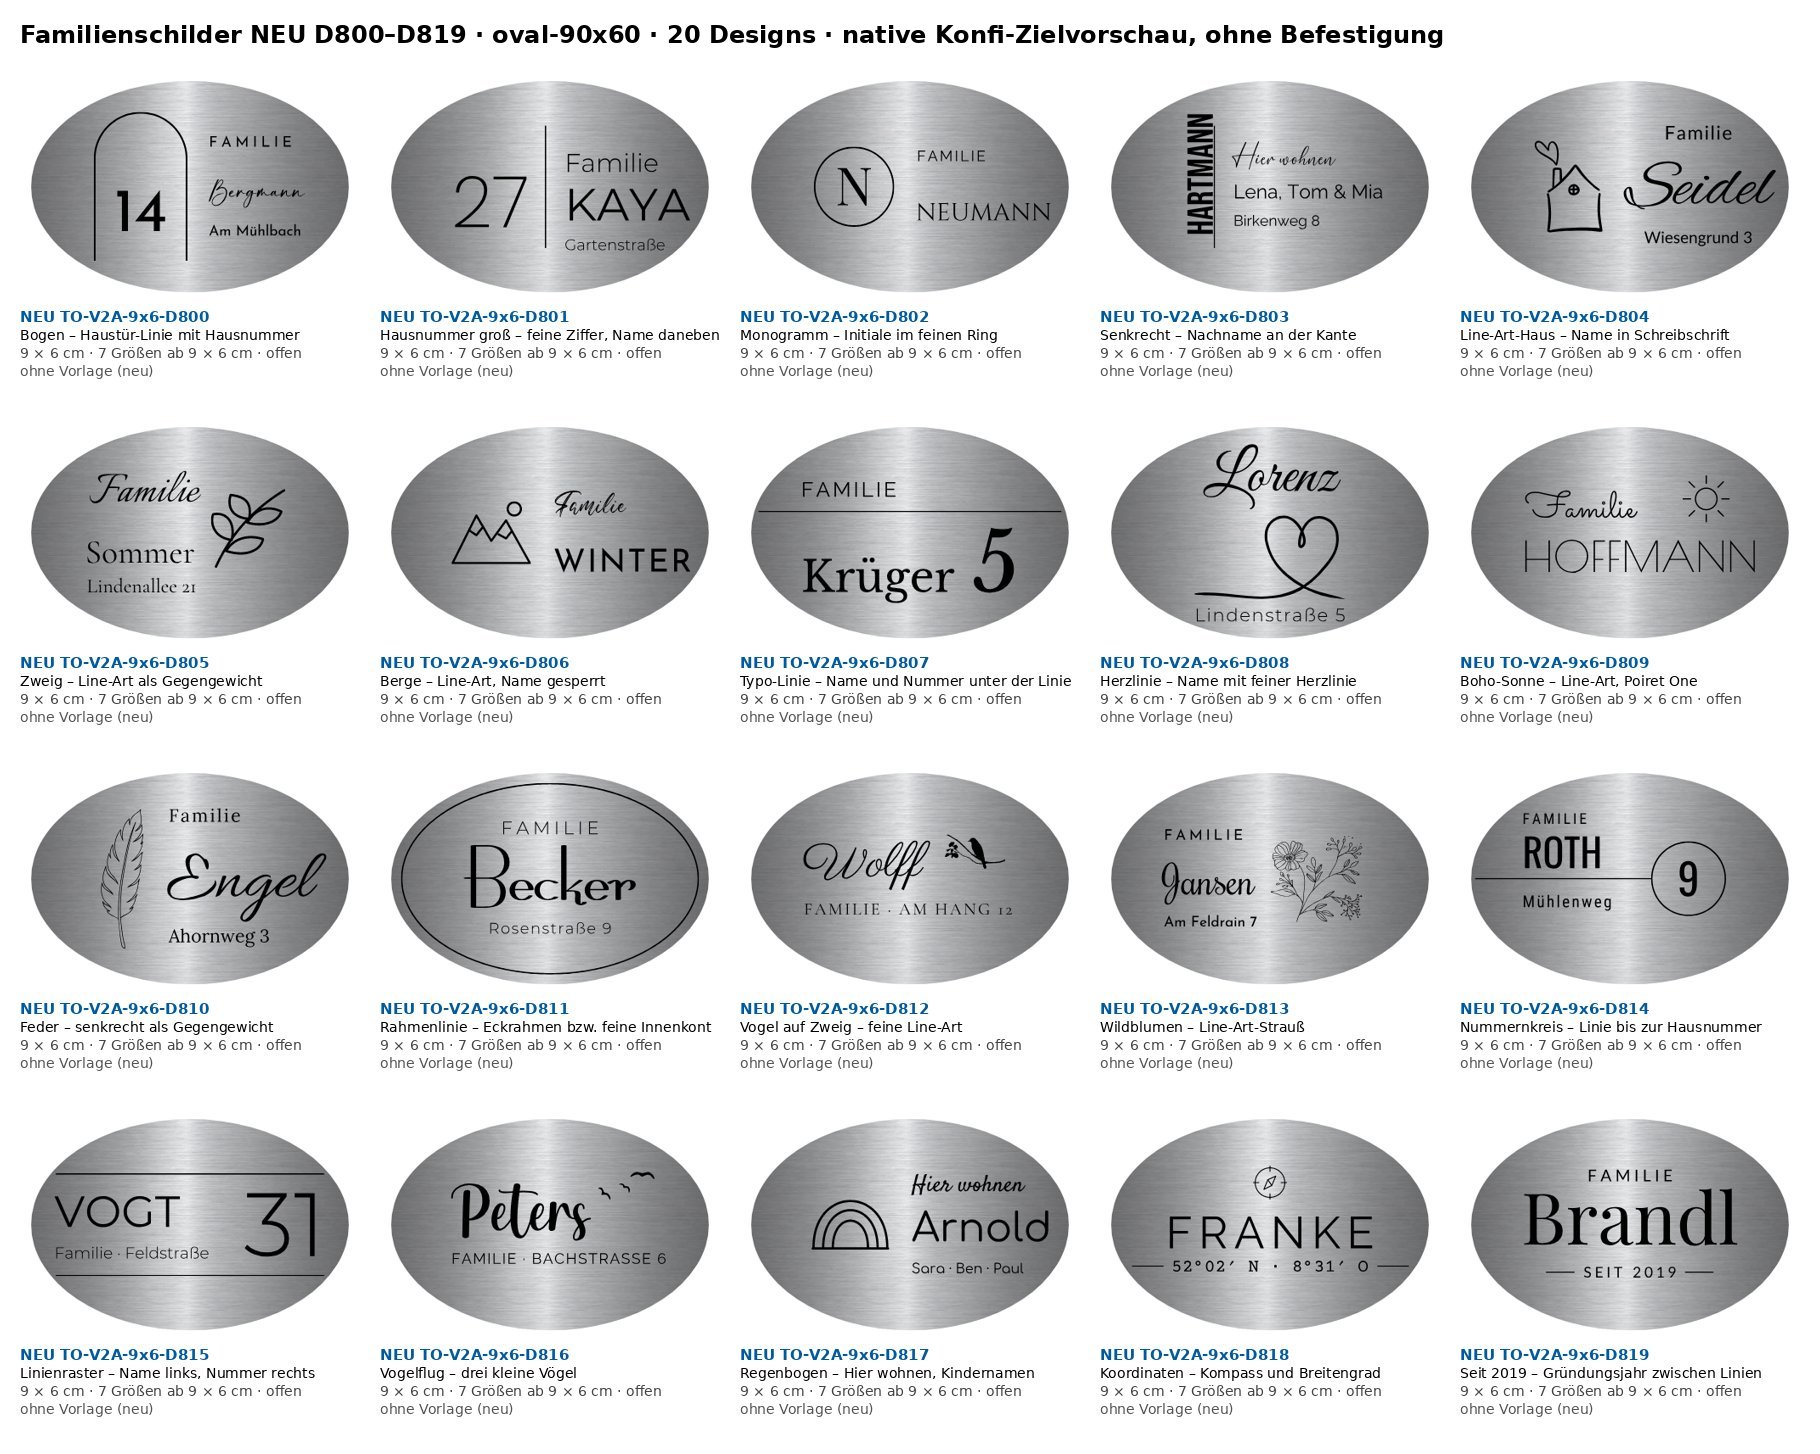 Familienschilder NEU D800–D819 · oval-90x60 · 20 Designs · native Konfi-Zielvorschau, ohne Befestigung
14
FAMILIE
Bergmann
Am Mühlbach
NEU TO-V2A-9x6-D800
Bogen – Haustür-Linie mit Hausnummer
9 × 6 cm · 7 Größen ab 9 × 6 cm · offen
ohne Vorlage (neu)
27
Familie
KAYA
Gartenstraße
NEU TO-V2A-9x6-D801
Hausnummer groß – feine Ziffer, Name daneben
9 × 6 cm · 7 Größen ab 9 × 6 cm · offen
ohne Vorlage (neu)
N
FAMILIE
NEUMANN
NEU TO-V2A-9x6-D802
Monogramm – Initiale im feinen Ring
9 × 6 cm · 7 Größen ab 9 × 6 cm · offen
ohne Vorlage (neu)
HARTMANN
Hier wohnen
Lena, Tom & Mia
Birkenweg 8
NEU TO-V2A-9x6-D803
Senkrecht – Nachname an der Kante
9 × 6 cm · 7 Größen ab 9 × 6 cm · offen
ohne Vorlage (neu)
Familie
Seidel
Wiesengrund 3
NEU TO-V2A-9x6-D804
Line-Art-Haus – Name in Schreibschrift
9 × 6 cm · 7 Größen ab 9 × 6 cm · offen
ohne Vorlage (neu)
Familie
Sommer
Lindenallee 21
NEU TO-V2A-9x6-D805
Zweig – Line-Art als Gegengewicht
9 × 6 cm · 7 Größen ab 9 × 6 cm · offen
ohne Vorlage (neu)
Familie
WINTER
NEU TO-V2A-9x6-D806
Berge – Line-Art, Name gesperrt
9 × 6 cm · 7 Größen ab 9 × 6 cm · offen
ohne Vorlage (neu)
FAMILIE
Krüger 5
NEU TO-V2A-9x6-D807
Typo-Linie – Name und Nummer unter der Linie
9 × 6 cm · 7 Größen ab 9 × 6 cm · offen
ohne Vorlage (neu)
Lorenz
Lindenstraße 5
NEU TO-V2A-9x6-D808
Herzlinie – Name mit feiner Herzlinie
9 × 6 cm · 7 Größen ab 9 × 6 cm · offen
ohne Vorlage (neu)
Familie
HOFFMANN
NEU TO-V2A-9x6-D809
Boho-Sonne – Line-Art, Poiret One
9 × 6 cm · 7 Größen ab 9 × 6 cm · offen
ohne Vorlage (neu)
Familie
Engel
Ahornweg 3
NEU TO-V2A-9x6-D810
Feder – senkrecht als Gegengewicht
9 × 6 cm · 7 Größen ab 9 × 6 cm · offen
ohne Vorlage (neu)
FAMILIE
Becker
Rosenstraße 9
NEU TO-V2A-9x6-D811
Rahmenlinie – Eckrahmen bzw. feine Innenkont
9 × 6 cm · 7 Größen ab 9 × 6 cm · offen
ohne Vorlage (neu)
Wolff
FAMILIE · AM HANG 12
NEU TO-V2A-9x6-D812
Vogel auf Zweig – feine Line-Art
9 × 6 cm · 7 Größen ab 9 × 6 cm · offen
ohne Vorlage (neu)
FAMILIE
Jansen
Am Feldrain 7
NEU TO-V2A-9x6-D813
Wildblumen – Line-Art-Strauß
9 × 6 cm · 7 Größen ab 9 × 6 cm · offen
ohne Vorlage (neu)
FAMILIE
ROTH
Mühlenweg
9
NEU TO-V2A-9x6-D814
Nummernkreis – Linie bis zur Hausnummer
9 × 6 cm · 7 Größen ab 9 × 6 cm · offen
ohne Vorlage (neu)
VOGT
Familie · Feldstraße
31
NEU TO-V2A-9x6-D815
Linienraster – Name links, Nummer rechts
9 × 6 cm · 7 Größen ab 9 × 6 cm · offen
ohne Vorlage (neu)
Peters
FAMILIE · BACHSTRASSE 6
NEU TO-V2A-9x6-D816
Vogelflug – drei kleine Vögel
9 × 6 cm · 7 Größen ab 9 × 6 cm · offen
ohne Vorlage (neu)
Hier wohnen
Arnold
Sara · Ben · Paul
NEU TO-V2A-9x6-D817
Regenbogen – Hier wohnen, Kindernamen
9 × 6 cm · 7 Größen ab 9 × 6 cm · offen
ohne Vorlage (neu)
FRANKE
52°02′ N · 8°31′ O
NEU TO-V2A-9x6-D818
Koordinaten – Kompass und Breitengrad
9 × 6 cm · 7 Größen ab 9 × 6 cm · offen
ohne Vorlage (neu)
FAMILIE
Brandl
SEIT 2019
NEU TO-V2A-9x6-D819
Seit 2019 – Gründungsjahr zwischen Linien
9 × 6 cm · 7 Größen ab 9 × 6 cm · offen
ohne Vorlage (neu)